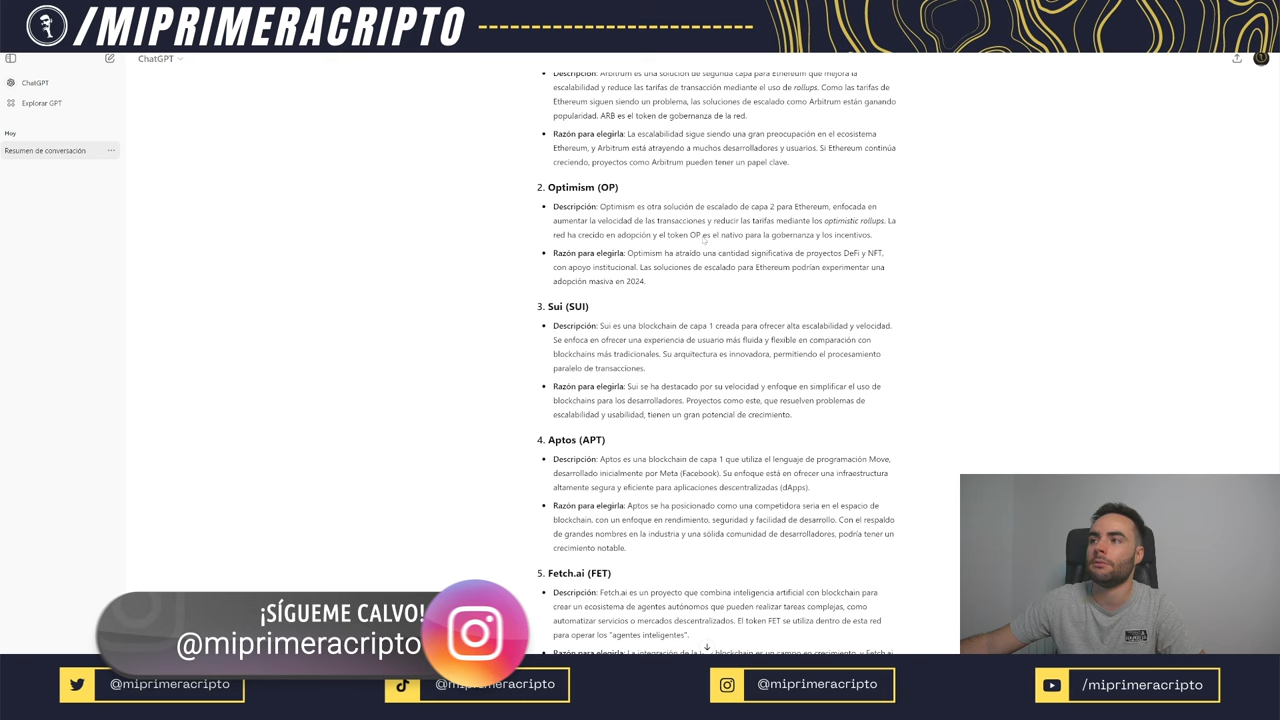 /MIPRIMERACRIPTO
ChatGPT
ChatGPT
Explorar GPT
Hoy
Resumen de conversación
Descripción: Arbitrum es una solución de segunda capa para Ethereum que mejora la
escalabilidad y reduce las tarifas de transacción mediante el uso de rollups. Como las tarifas de
Ethereum siguen siendo un problema, las soluciones de escalado como Arbitrum están ganando
popularidad. ARB es el token de gobernanza de la red.
Razón para elegirla: La escalabilidad sigue siendo una gran preocupación en el ecosistema
Ethereum, y Arbitrum está atrayendo a muchos desarrolladores y usuarios. Si Ethereum continúa
creciendo, proyectos como Arbitrum pueden tener un papel clave.
2. Optimism (OP)
Descripción: Optimism es otra solución de escalado de capa 2 para Ethereum, enfocada en
aumentar la velocidad de las transacciones y reducir las tarifas mediante los optimistic rollups. La
red ha crecido en adopción y el token OP es el nativo para la gobernanza y los incentivos.
Razón para elegirla: Optimism ha atraído una cantidad significativa de proyectos DeFi y NFT,
con apoyo institucional. Las soluciones de escalado para Ethereum podrían experimentar una
adopción masiva en 2024.
3. Sui (SUI)
Descripción: Sui es una blockchain de capa 1 creada para ofrecer alta escalabilidad y velocidad.
Se enfoca en ofrecer una experiencia de usuario más fluida y flexible en comparación con
blockchains más tradicionales. Su arquitectura es innovadora, permitiendo el procesamiento
paralelo de transacciones.
Razón para elegirla: Sui se ha destacado por su velocidad y enfoque en simplificar el uso de
blockchains para los desarrolladores. Proyectos como este, que resuelven problemas de
escalabilidad y usabilidad, tienen un gran potencial de crecimiento.
4. Aptos (APT)
Descripción: Aptos es una blockchain de capa 1 que utiliza el lenguaje de programación Move,
desarrollado inicialmente por Meta (Facebook). Su enfoque está en ofrecer una infraestructura
altamente segura y eficiente para aplicaciones descentralizadas (dApps).
Razón para elegirla: Aptos se ha posicionado como una competidora seria en el espacio de
blockchain, con un enfoque en rendimiento, seguridad y facilidad de desarrollo. Con el respaldo
de grandes nombres en la industria y una sólida comunidad de desarrolladores, podría tener un
crecimiento notable.
5. Fetch.ai (FET)
Descripción: Fetch.ai es un proyecto que combina inteligencia artificial con blockchain para
crear un ecosistema de agentes autónomos que pueden realizar tareas complejas, como
automatizar servicios o mercados descentralizados. El token FET se utiliza dentro de esta red
para operar los "agentes inteligentes".
Razón para elegirla: La integración de la blockchain es un campo en crecimiento, y Fetch.ai
¡SÍGUEME CALVO!
@miprimeracripto
@miprimeracripto
@miprimeracripto
@miprimeracripto
/miprimeracripto